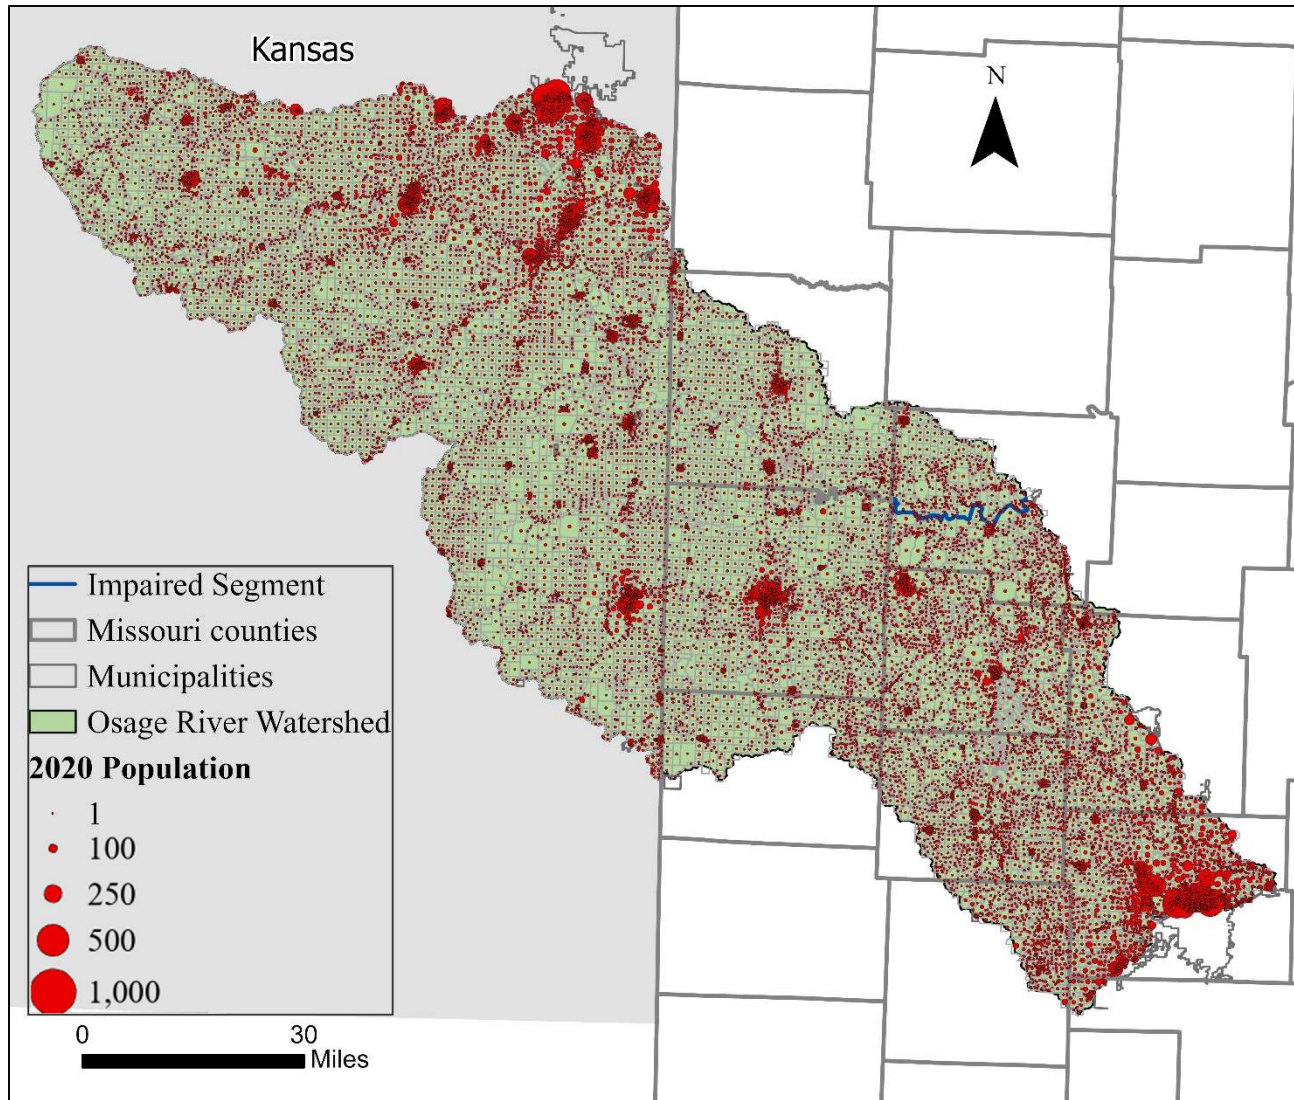 Kansas
N
Impaired Segment
Missouri counties
Municipalities
Osage River Watershed
2020 Population
1
100
250
500
1,000
0 30
Miles